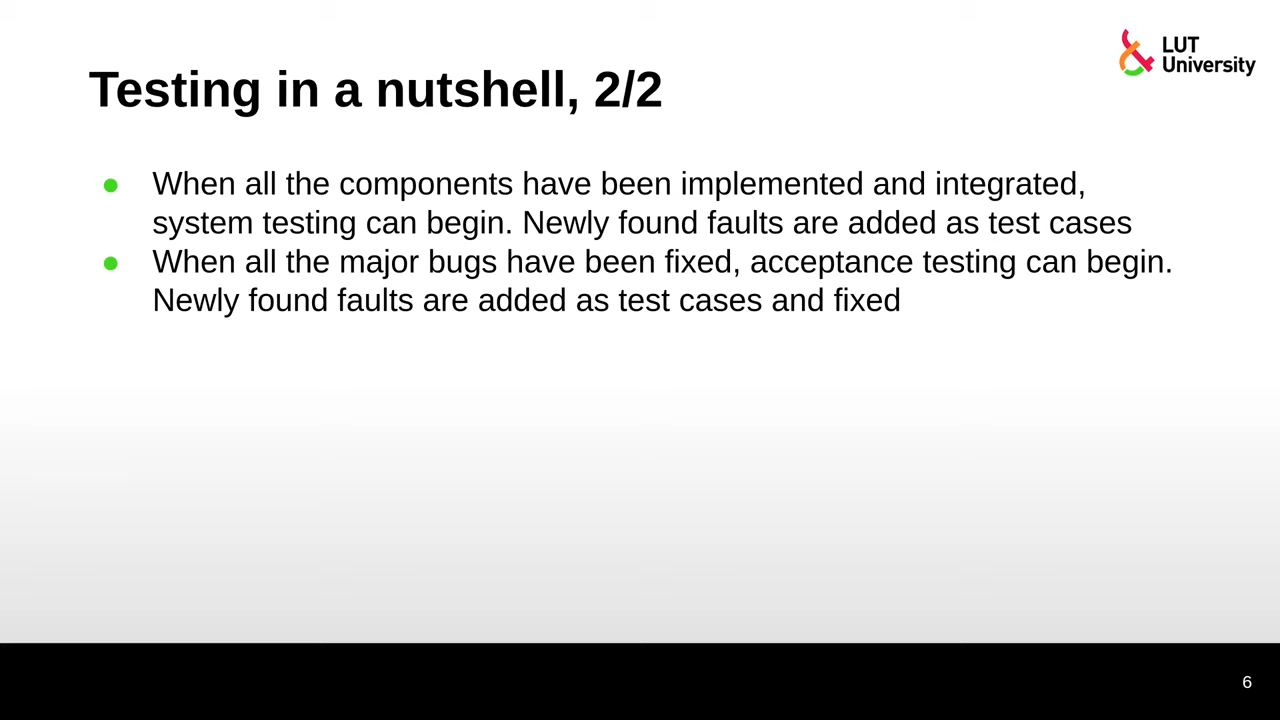 LUT
University
Testing in a nutshell, 2/2
When all the components have been implemented and integrated,
system testing can begin. Newly found faults are added as test cases
When all the major bugs have been fixed, acceptance testing can begin.
Newly found faults are added as test cases and fixed
6